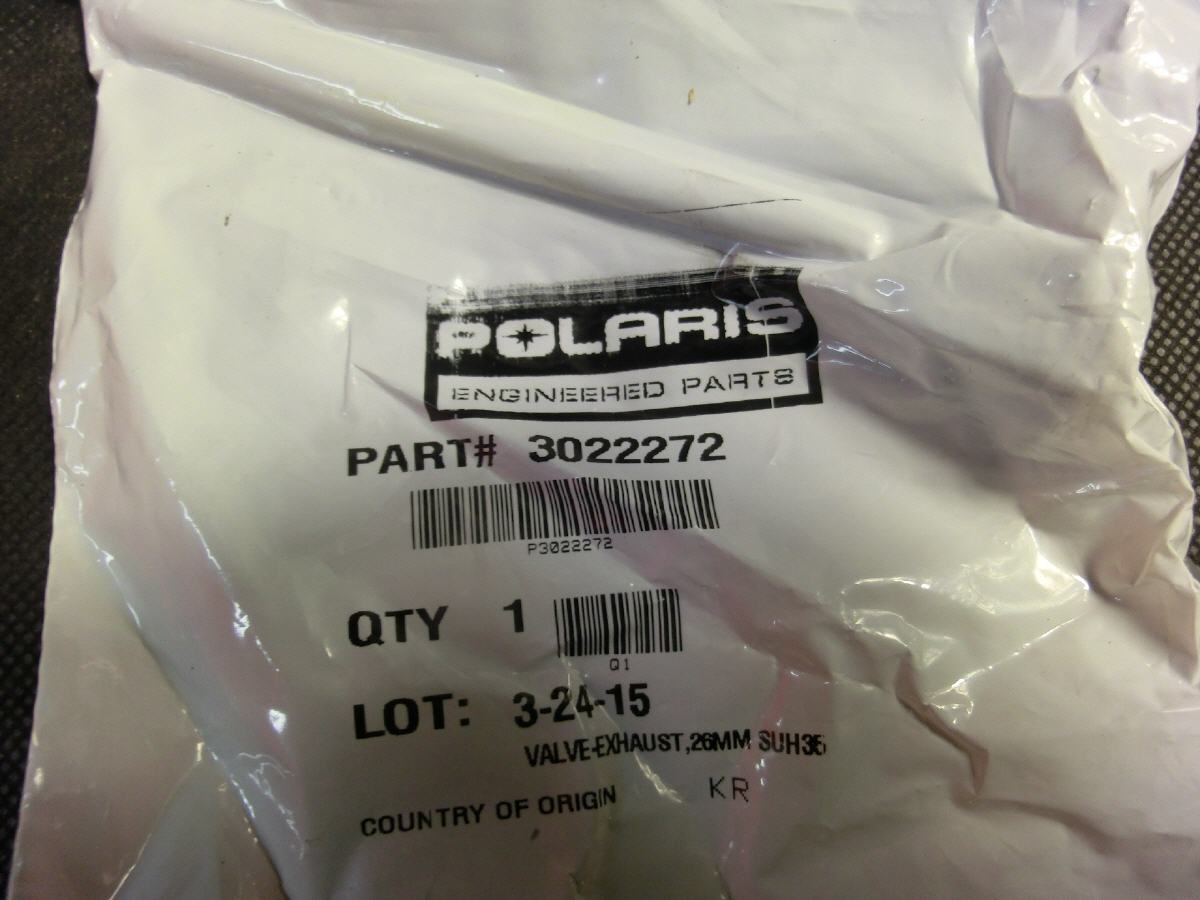 POLARIS
ENGINEERED PARTS
PART# 3022272
P3022272
QTY 1
Q1
LOT: 3-24-15
VALVE-EXHAUST,26MM SUH35
COUNTRY OF ORIGIN KR